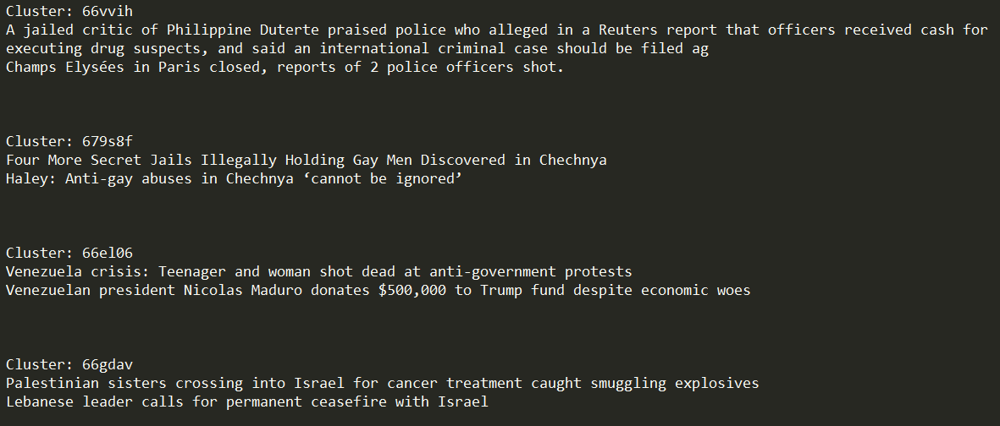 Cluster: 66vvih
A jailed critic of Philippine Duterte praised police who alleged in a Reuters report that officers received cash for
executing drug suspects, and said an international criminal case should be filed ag
Champs Elysées in Paris closed, reports of 2 police officers shot.
Cluster: 679s8f
Four More Secret Jails Illegally Holding Gay Men Discovered in Chechnya
Haley: Anti-gay abuses in Chechnya ‘cannot be ignored’
Cluster: 66el06
Venezuela crisis: Teenager and woman shot dead at anti-government protests
Venezuelan president Nicolas Maduro donates $500,000 to Trump fund despite economic woes
Cluster: 66gdav
Palestinian sisters crossing into Israel for cancer treatment caught smuggling explosives
Lebanese leader calls for permanent ceasefire with Israel